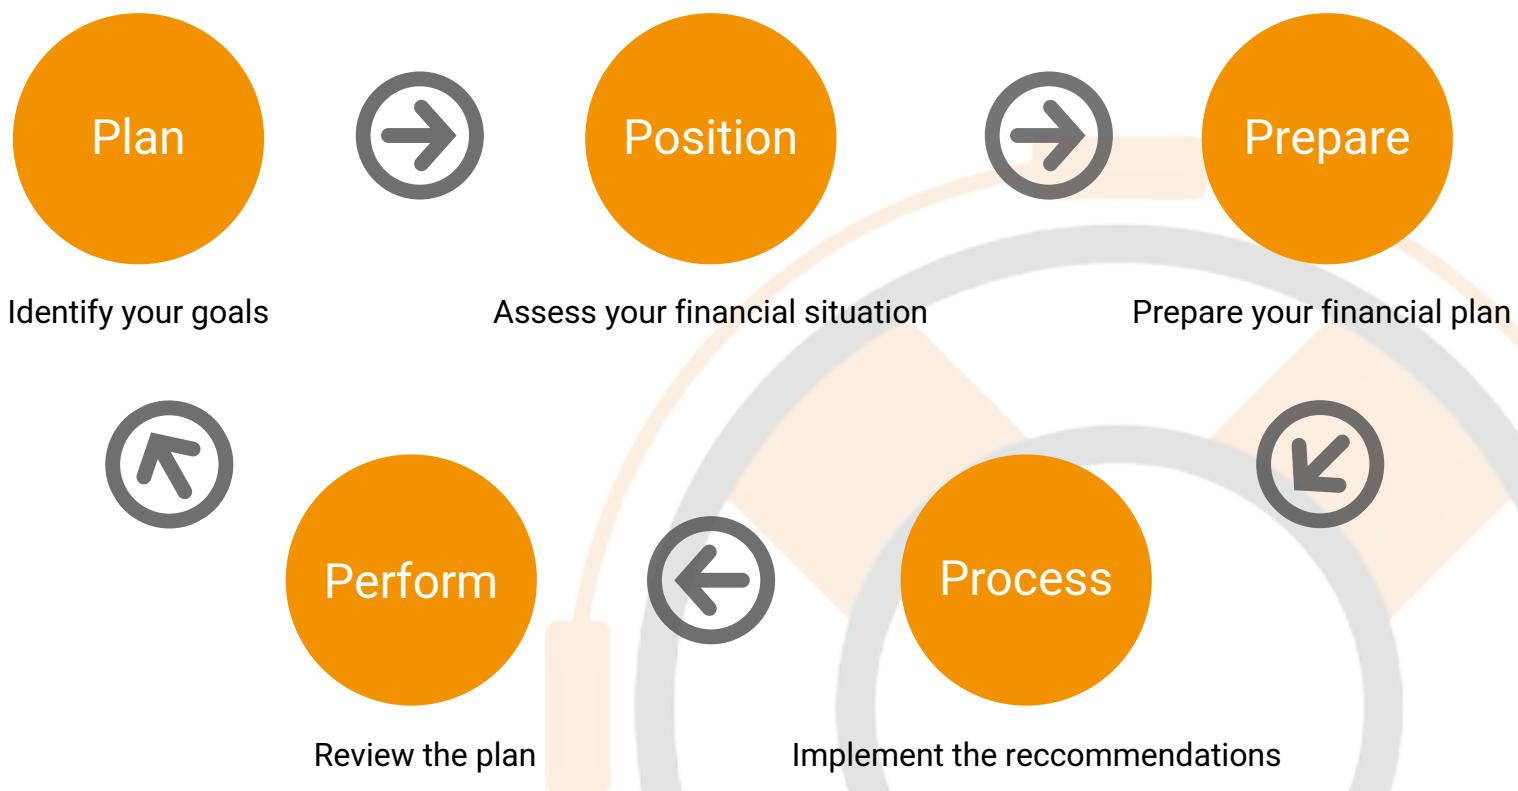 Plan
Position
Prepare
Identify your goals
Assess your financial situation
Prepare your financial plan
Perform
Process
Review the plan
Implement the reccommendations